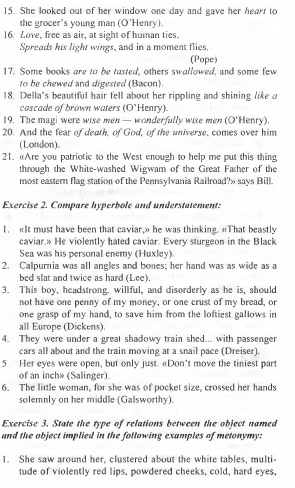 15. She looked out of her window one day and gave her heart to
the grocer's young man (O'Henry).
16. Love, free as air, at sight of human ties,
Spreads his light wings, and in a moment flies.
(Pope)
17. Some books are to be tasted, others swallowed, and some few
to be chewed and digested (Bacon).
18. Della's beautiful hair fell about her rippling and shining like a
cascade of brown waters (O'Henry).
19. The magi were wise men — wonderfully wise men (O'Henry).
20. And the fear of death, of God, of the universe, comes over him
(London).
21. «Are you patriotic to the West enough to help me put this thing
through the White-washed Wigwam of the Great Father of the
most eastern flag station of the Pennsylvania Railroad?» says Bill.
Exercise 2. Compare hyperbole and understatement:
1. «It must have been that caviar,» he was thinking. «That beastly
caviar.» He violently hated caviar. Every sturgeon in the Black
Sea was his personal enemy (Huxley).
2. Calpurnia was all angles and bones; her hand was as wide as a
bed slat and twice as hard (Lee).
3. This boy, headstrong, willful, and disorderly as he is, should
not have one penny of my money, or one crust of my bread, or
one grasp of my hand, to save him from the loftiest gallows in
all Europe (Dickens).
4. They were under a great shadowy train shed... with passenger
cars all about and the train moving at a snail pace (Dreiser).
5. Her eyes were open, but only just. «Don't move the tiniest part
of an inch» (Salinger).
6. The little woman, for she was of pocket size, crossed her hands
solemnly on her middle (Galsworthy).
Exercise 3. State the type of relations between the object named
and the object implied in the following examples of metonymy:
1. She saw around her, clustered about the white tables, multi-
tude of violently red lips, powdered cheeks, cold, hard eyes,